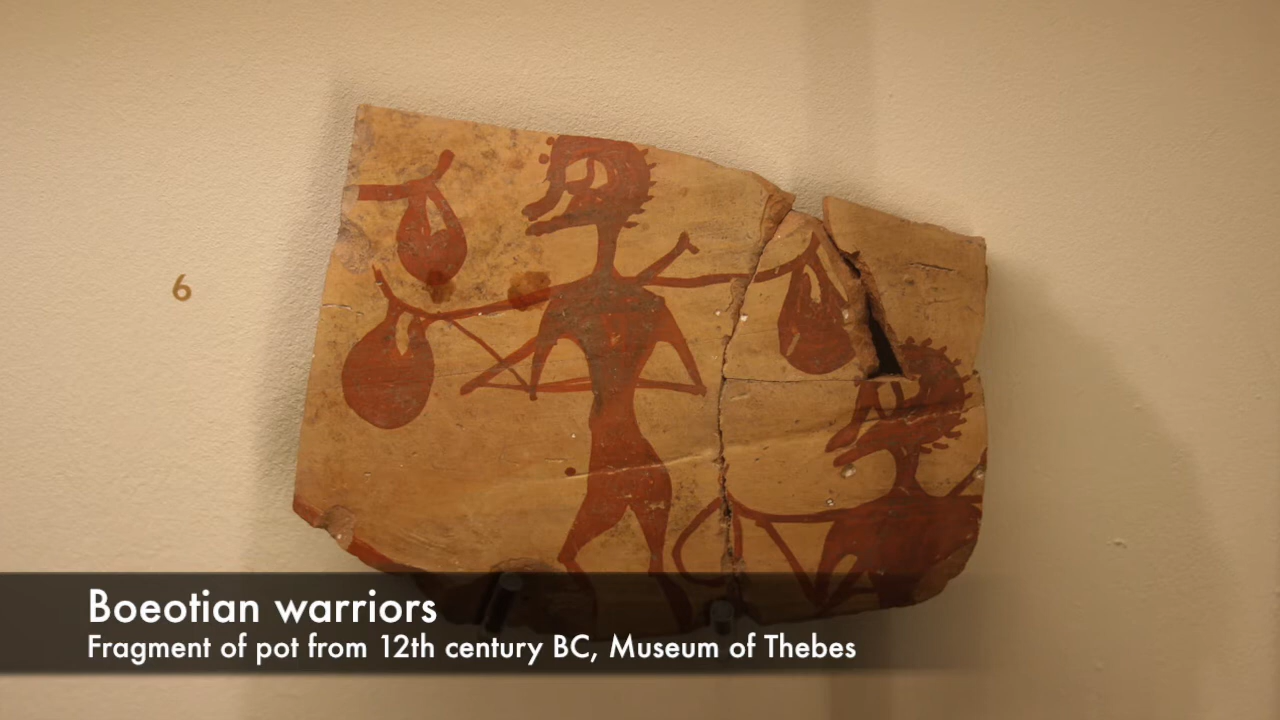 6
Boeotian warriors
Fragment of pot from 12th century BC, Museum of Thebes